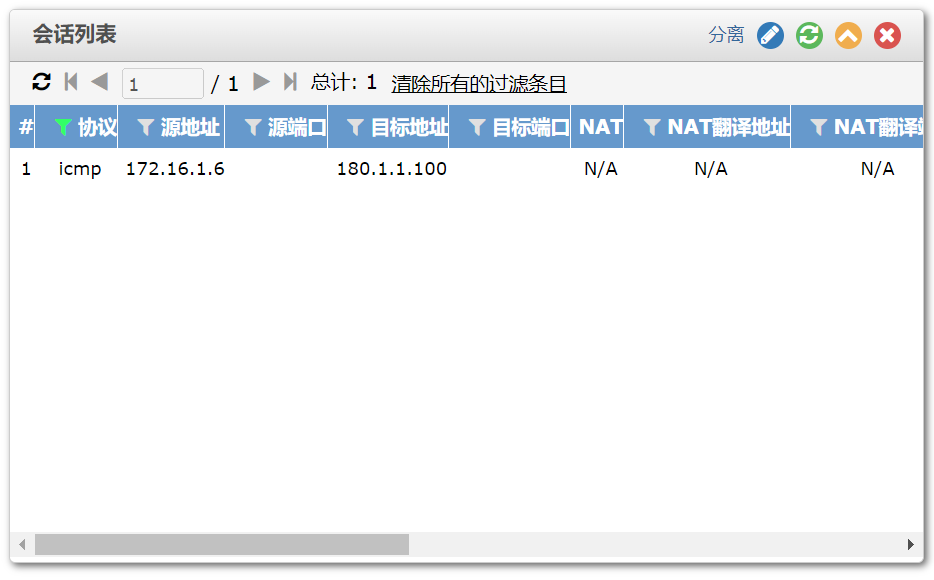 会话列表 分离
1 / 1 总计: 1 清除所有的过滤条目
# 协议 源地址 源端口 目标地址 目标端口 NAT NAT翻译地址 NAT翻译
1 icmp 172.16.1.6 180.1.1.100 N/A N/A N/A